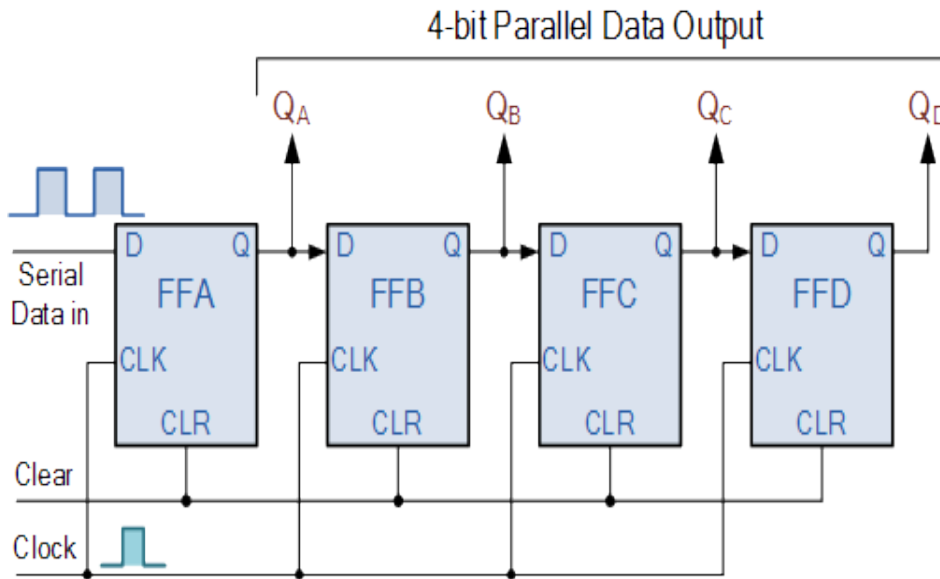 4-bit Parallel Data Output
QA QB QC QD
D Q D Q D Q D Q
Serial
Data in
FFA FFB FFC FFD
CLK CLK CLK CLK
CLR CLR CLR CLR
Clear
Clock